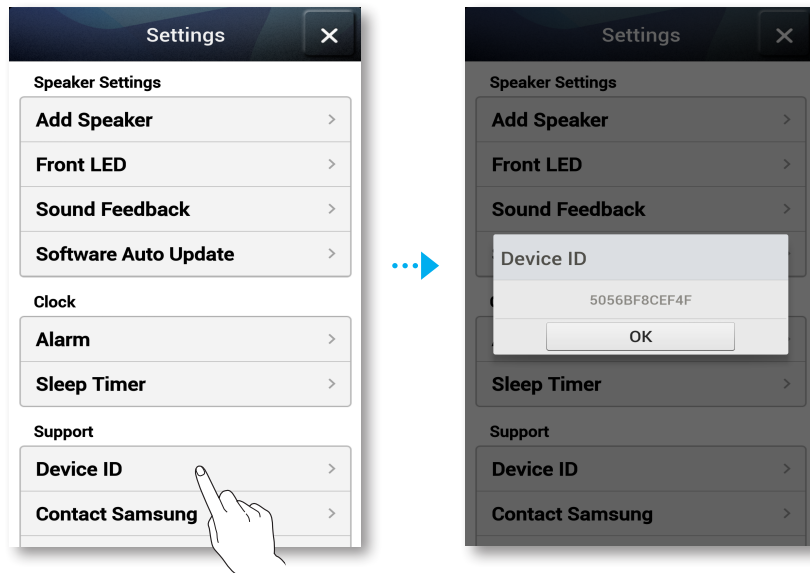 Settings
Speaker Settings
Add Speaker
Front LED
Sound Feedback
Software Auto Update
Clock
Alarm
Sleep Timer
Support
Device ID
Contact Samsung
Settings
Speaker Settings
Add Speaker
Front LED
Sound Feedback
Device ID
5056BF8CEF4F
OK
Sleep Timer
Support
Device ID
Contact Samsung